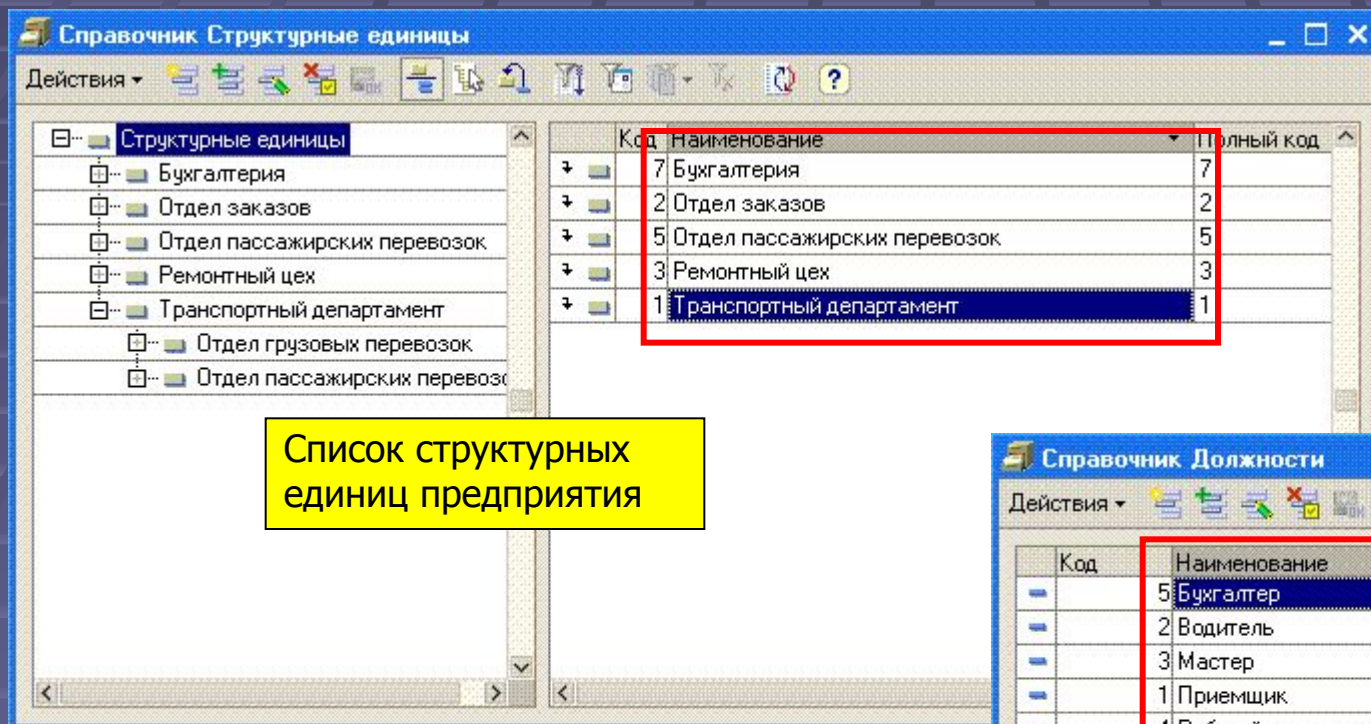 Справочник Структурные единицы
Действия
Структурные единицы
Бухгалтерия
Отдел заказов
Отдел пассажирских перевозок
Ремонтный цех
Транспортный департамент
Отдел грузовых перевозок
Отдел пассажирских перевозо
Код Наименование Полный код
7 Бухгалтерия 7
2 Отдел заказов 2
5 Отдел пассажирских перевозок 5
3 Ремонтный цех 3
1 Транспортный департамент 1
Список структурных
единиц предприятия
Справочник Должности
Действия
Код Наименование
5 Бухгалтер
2 Водитель
3 Мастер
1 Приемщик